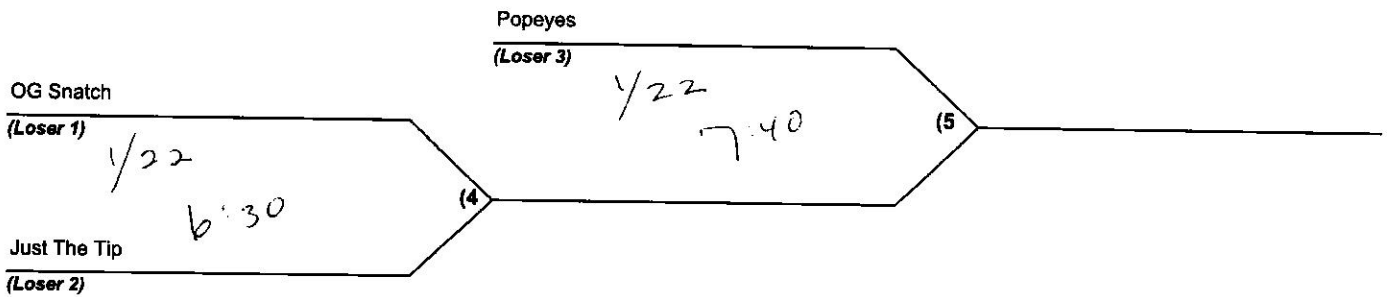 Popeyes
(Loser 3)
1/22
7:40
(5
OG Snatch
(Loser 1)
1/22
6:30
(4
Just The Tip
(Loser 2)